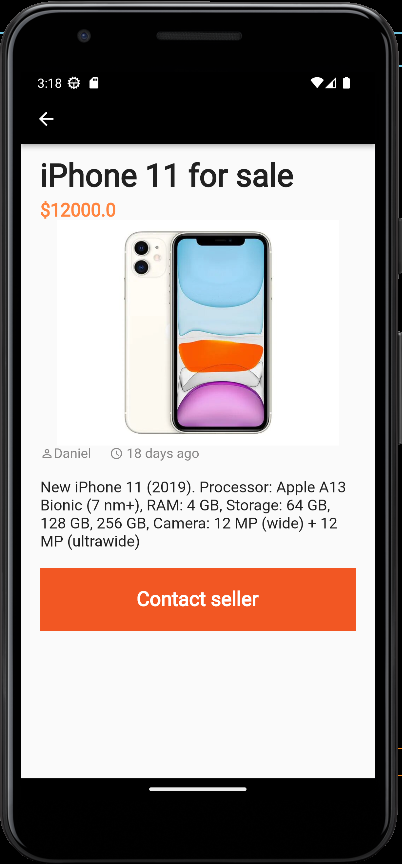 3:18
iPhone 11 for sale
$12000.0
Daniel 18 days ago
New iPhone 11 (2019). Processor: Apple A13
Bionic (7 nm+), RAM: 4 GB, Storage: 64 GB,
128 GB, 256 GB, Camera: 12 MP (wide) + 12
MP (ultrawide)
Contact seller